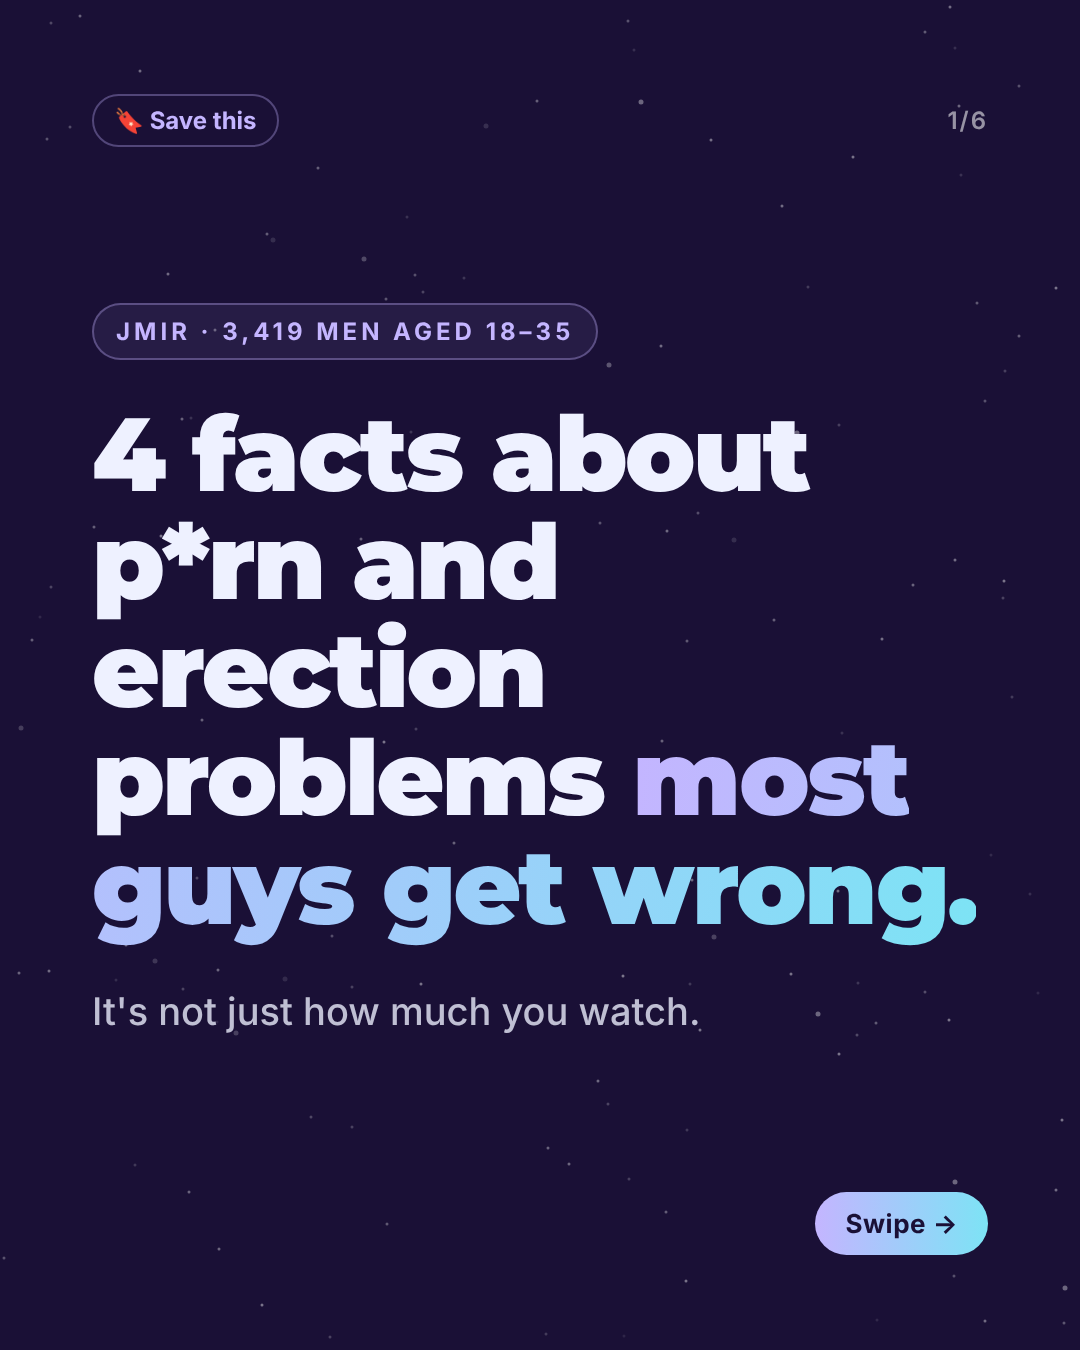 🔖 Save this
1/6
JMIR · 3,419 MEN AGED 18–35
4 facts about
p*rn and
erection
problems most
guys get wrong.
It's not just how much you watch.
Swipe →